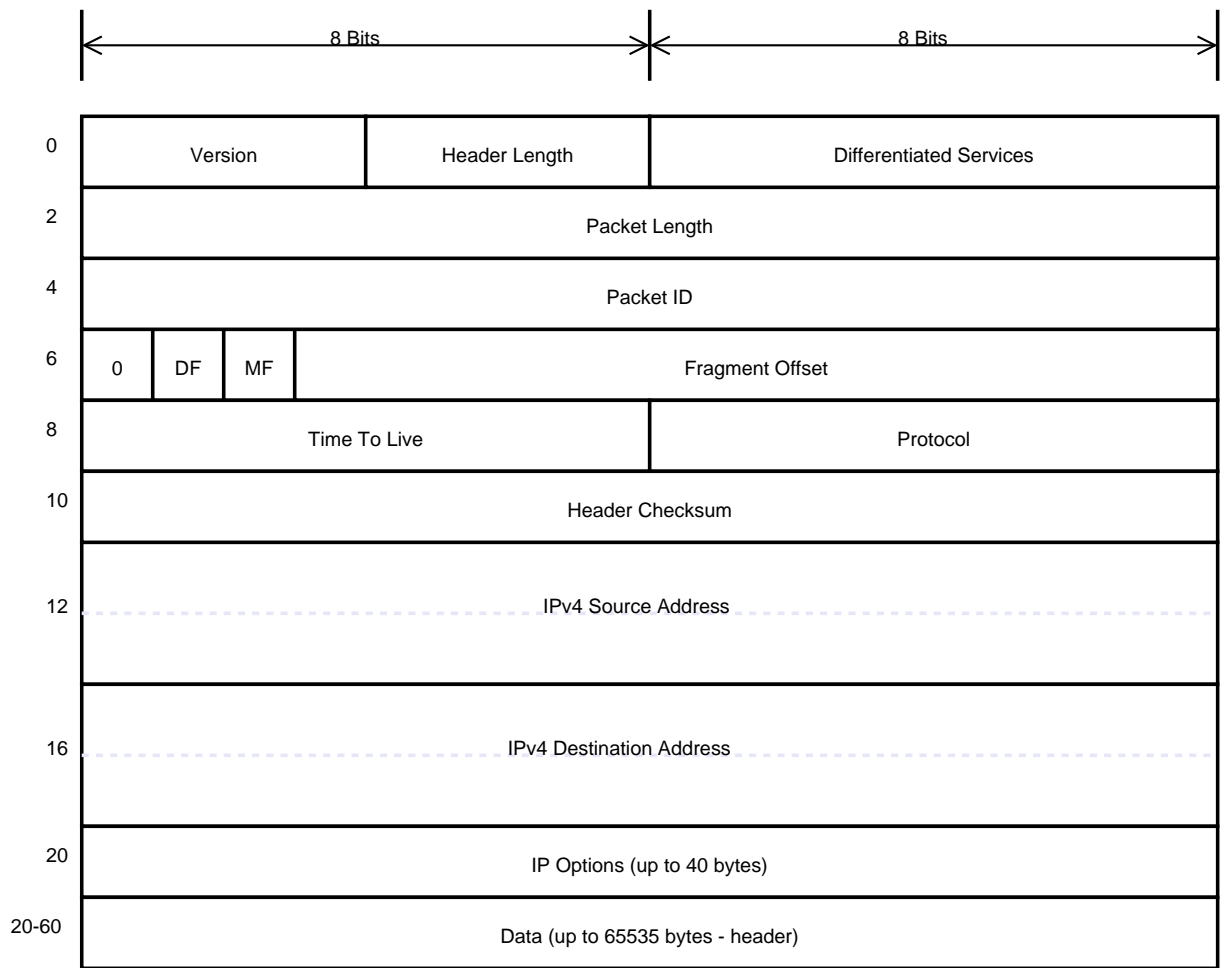 8 Bits 8 Bits
0 Version Header Length Differentiated Services
2 Packet Length
4 Packet ID
6 0 DF MF Fragment Offset
8 Time To Live Protocol
10 Header Checksum
12 IPv4 Source Address
16 IPv4 Destination Address
20 IP Options (up to 40 bytes)
20-60 Data (up to 65535 bytes - header)